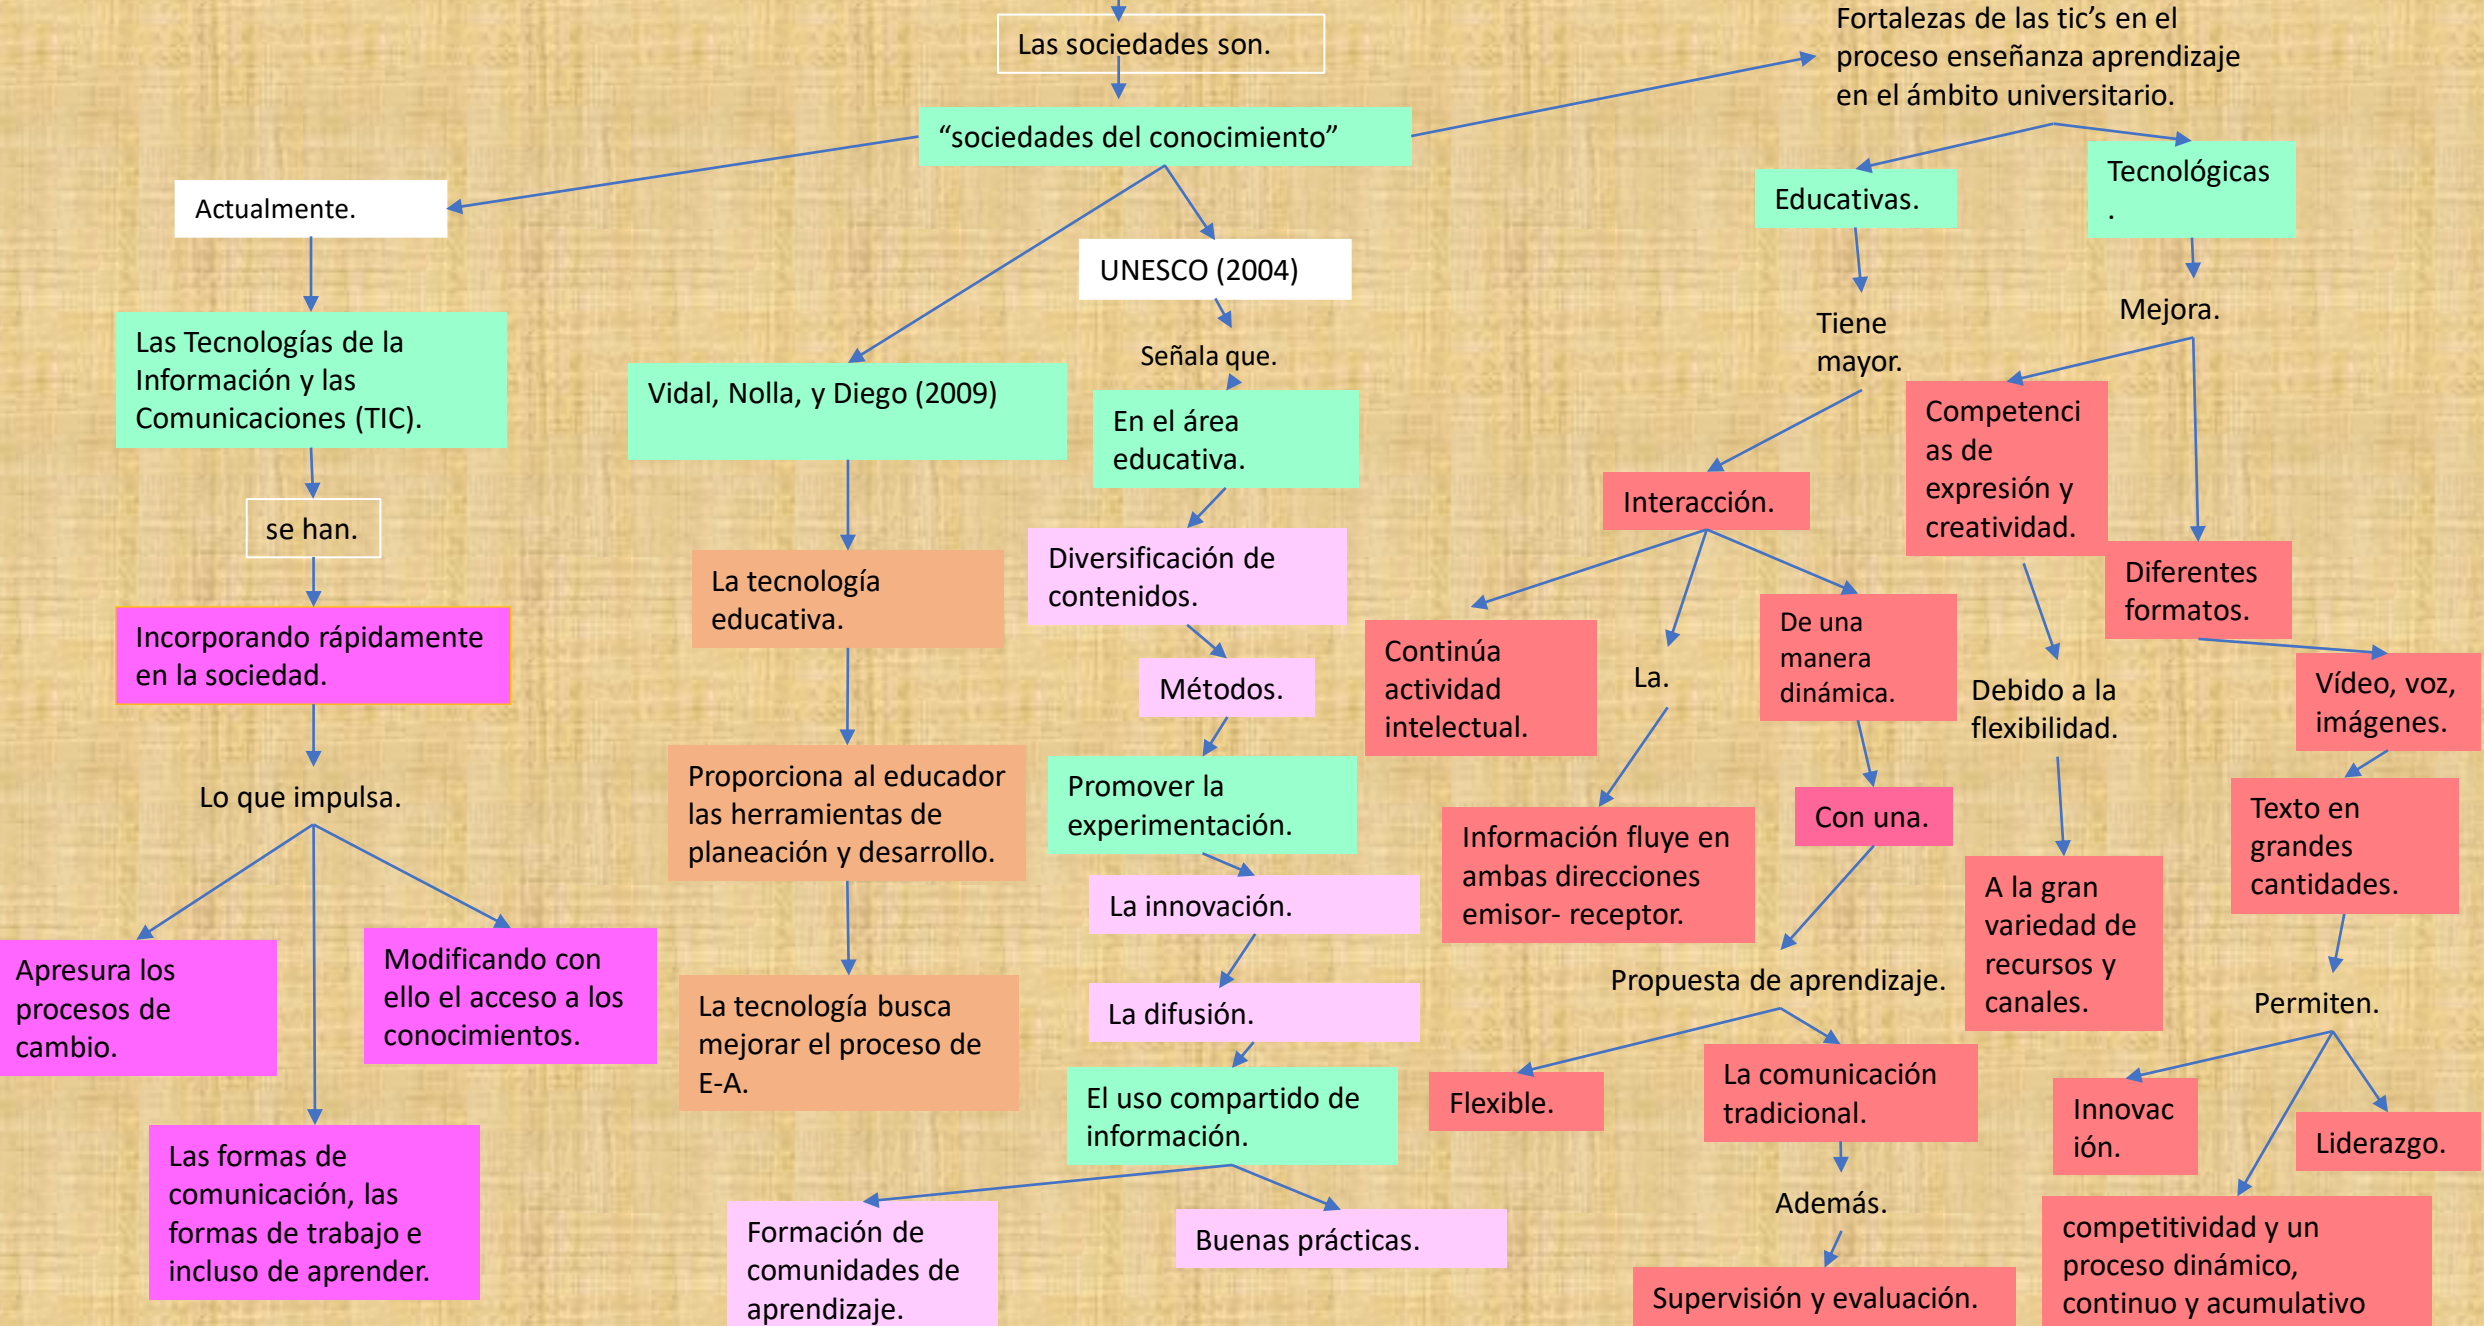 Las sociedades son.
“sociedades del conocimiento”
Actualmente.
Las Tecnologías de la
Información y las
Comunicaciones (TIC).
se han.
Incorporando rápidamente
en la sociedad.
Lo que impulsa.
Apresura los
procesos de
cambio.
Las formas de
comunicación, las
formas de trabajo e
incluso de aprender.
Modificando con
ello el acceso a los
conocimientos.
Vidal, Nolla, y Diego (2009)
La tecnología
educativa.
Proporciona al educador
las herramientas de
planeación y desarrollo.
La tecnología busca
mejorar el proceso de
E-A.
UNESCO (2004)
Señala que.
En el área
educativa.
Diversificación de
contenidos.
Métodos.
Promover la
experimentación.
La innovación.
La difusión.
El uso compartido de
información.
Formación de
comunidades de
aprendizaje.
Buenas prácticas.
Fortalezas de las tic’s en el
proceso enseñanza aprendizaje
en el ámbito universitario.
Educativas.
Tiene
mayor.
Interacción.
Continúa
actividad
intelectual.
La.
Información fluye en
ambas direcciones
emisor- receptor.
De una
manera
dinámica.
Con una.
Propuesta de aprendizaje.
Flexible.
La comunicación
tradicional.
Además.
Supervisión y evaluación.
Tecnológicas
.
Mejora.
Competenci
as de
expresión y
creatividad.
Debido a la
flexibilidad.
A la gran
variedad de
recursos y
canales.
Diferentes
formatos.
Vídeo, voz,
imágenes.
Texto en
grandes
cantidades.
Permiten.
Innovac
ión.
Liderazgo.
competitividad y un
proceso dinámico,
continuo y acumulativo